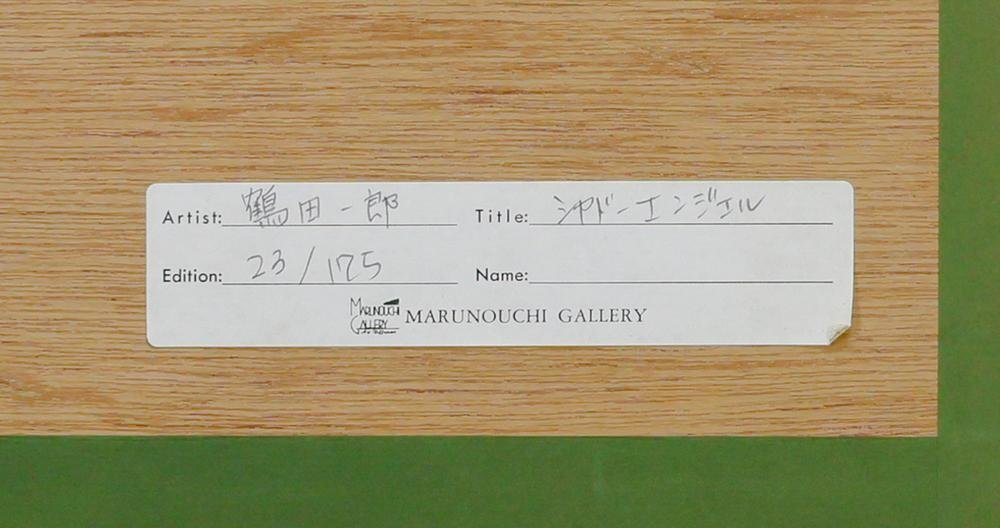 Artist: 鶴田一郎 Title: シャドーエンジェル
Edition: 23/175 Name:
MARUNOUCHI GALLERY MARUNOUCHI GALLERY